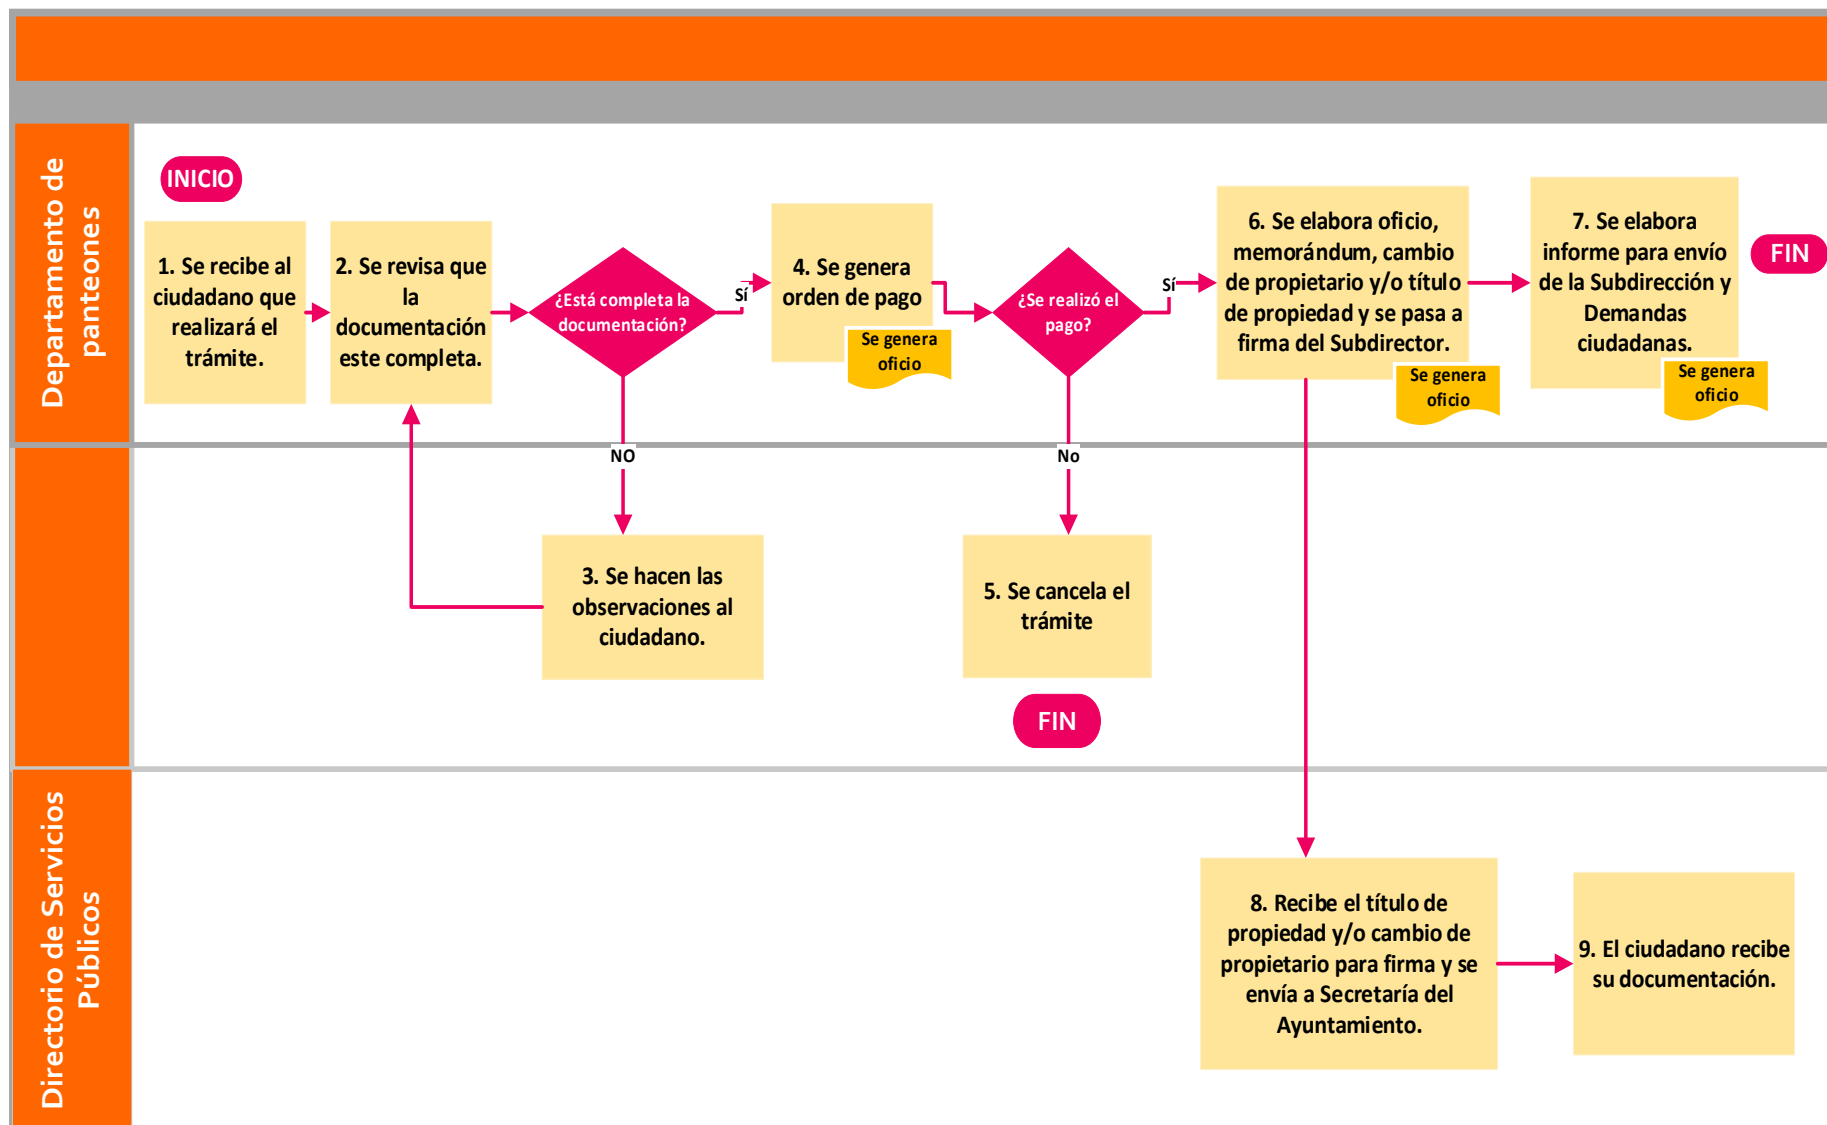 Departamento de
panteones
INICIO
1. Se recibe al
ciudadano que
realizará el
trámite.
2. Se revisa que
la
documentación
este completa.
¿Está completa la
documentación?
Sí
4. Se genera
orden de pago
Se genera
oficio
¿Se realizó el
pago?
Sí
6. Se elabora oficio,
memorándum, cambio
de propietario y/o título
de propiedad y se pasa a
firma del Subdirector.
Se genera
oficio
7. Se elabora
informe para envío
de la Subdirección y
Demandas
ciudadanas.
Se genera
oficio
FIN
NO
No
3. Se hacen las
observaciones al
ciudadano.
5. Se cancela el
trámite
FIN
Directorio de Servicios
Públicos
8. Recibe el título de
propiedad y/o cambio de
propietario para firma y se
envía a Secretaría del
Ayuntamiento.
9. El ciudadano recibe
su documentación.